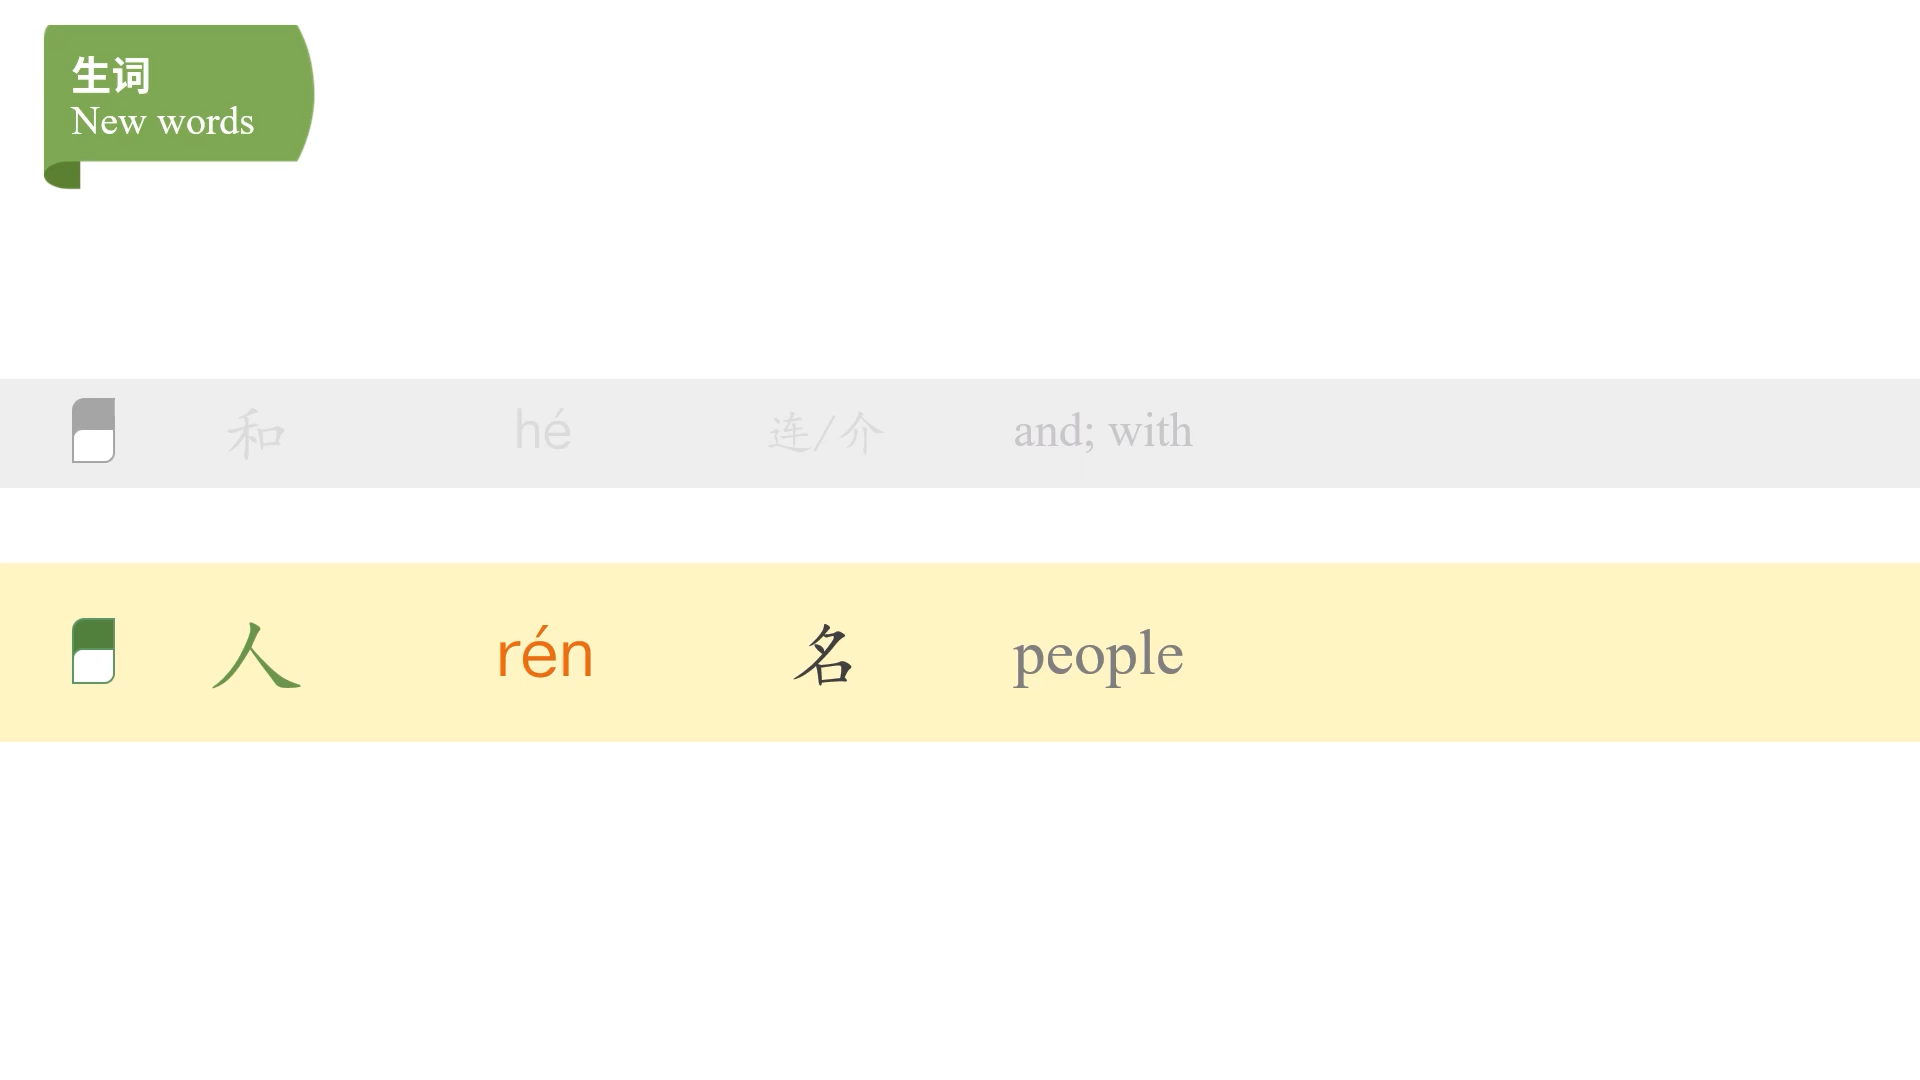 生词
New words
和 hé 连/介 and; with
人 rén 名 people